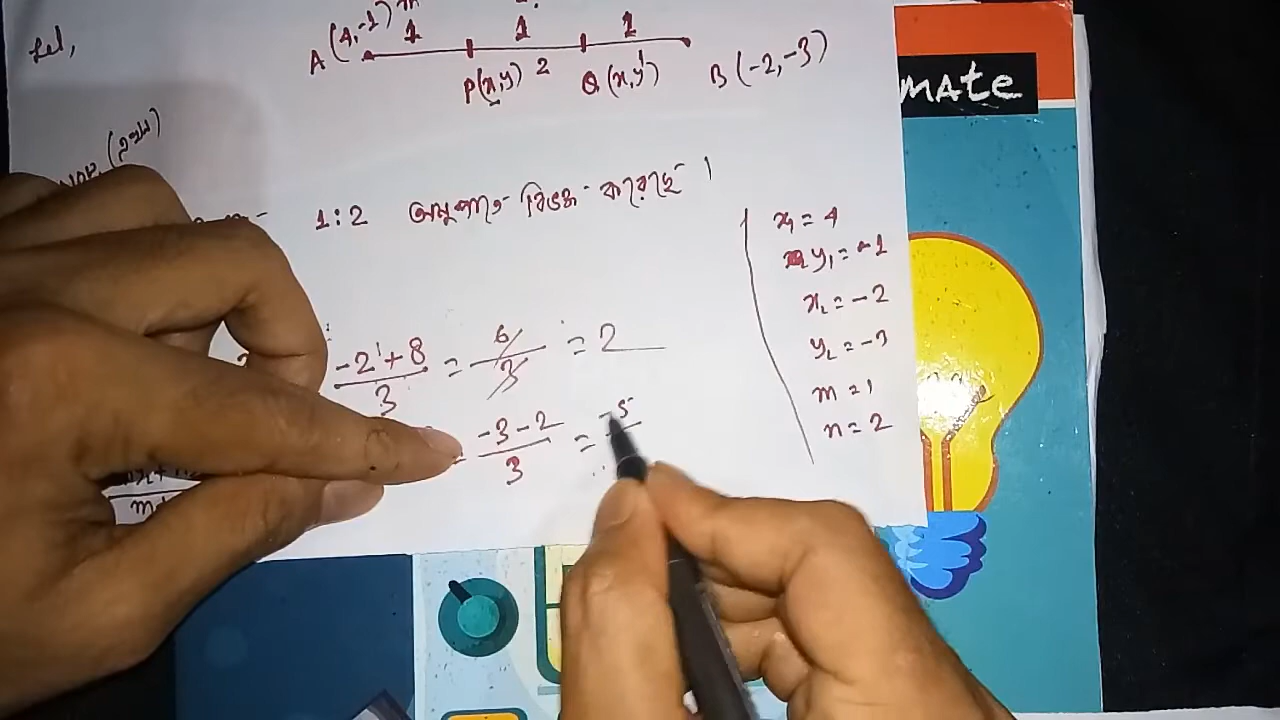 Let,
A (4,-1) 1 1 1
P(x,y) 2 Q(x,y) B (-2,-3)
MATE
1:2 অনুপাতে বিভক্ত করেছে ।
x₁ = 4
y₁ = -1
x₂ = -2
y₂ = -3
m = 1
n = 2
-2+8/3 = 6/3 = 2
= -3-2/3 = -5